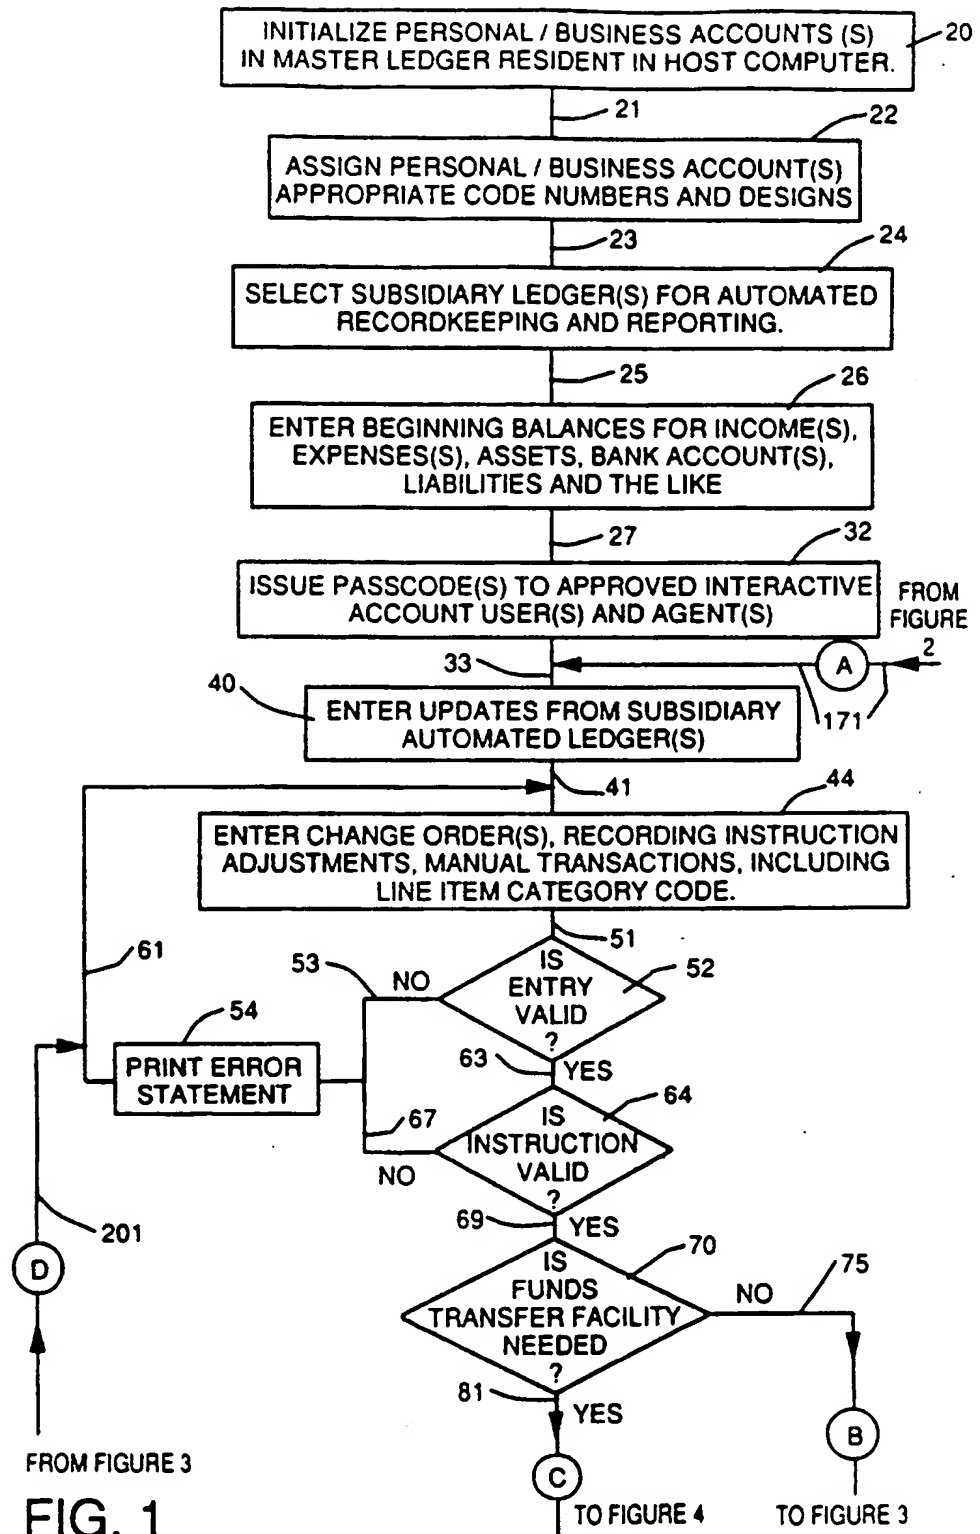 INITIALIZE PERSONAL / BUSINESS ACCOUNTS (S)
IN MASTER LEDGER RESIDENT IN HOST COMPUTER.
20
21
22
ASSIGN PERSONAL / BUSINESS ACCOUNT(S)
APPROPRIATE CODE NUMBERS AND DESIGNS
23
24
SELECT SUBSIDIARY LEDGER(S) FOR AUTOMATED
RECORDKEEPING AND REPORTING.
25
26
ENTER BEGINNING BALANCES FOR INCOME(S),
EXPENSES(S), ASSETS, BANK ACCOUNT(S),
LIABILITIES AND THE LIKE
27
32
ISSUE PASSCODE(S) TO APPROVED INTERACTIVE
ACCOUNT USER(S) AND AGENT(S)
FROM
FIGURE
2
33
A
171
40
ENTER UPDATES FROM SUBSIDIARY
AUTOMATED LEDGER(S)
41
44
ENTER CHANGE ORDER(S), RECORDING INSTRUCTION
ADJUSTMENTS, MANUAL TRANSACTIONS, INCLUDING
LINE ITEM CATEGORY CODE.
51
61
53
NO
IS
ENTRY
VALID
?
52
54
PRINT ERROR
STATEMENT
63
YES
67
NO
IS
INSTRUCTION
VALID
?
64
69
YES
201
D
IS
FUNDS
TRANSFER FACILITY
NEEDED
?
70
NO
75
81
YES
B
C
FROM FIGURE 3
TO FIGURE 4
TO FIGURE 3
FIG. 1